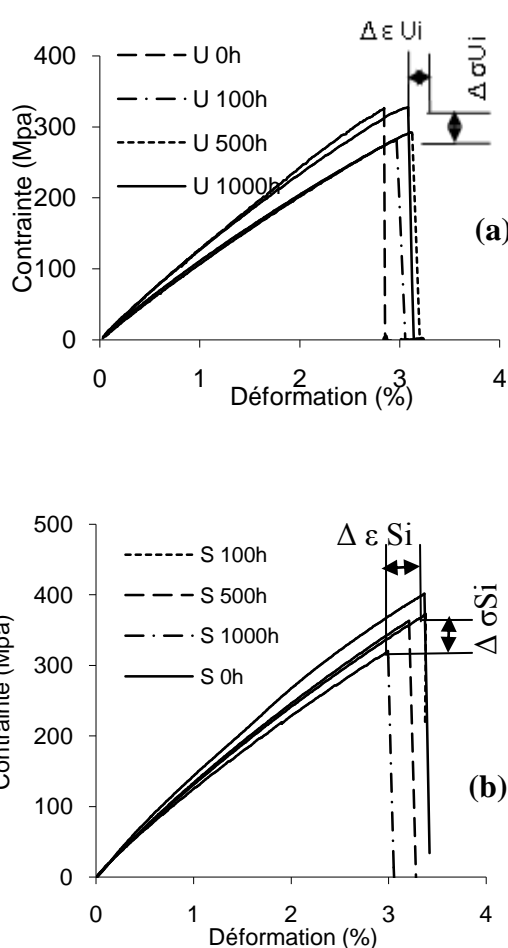 Δ ε Ui
Δ σUi
400
300
200
100
0
Contrainte (Mpa)
U 0h
U 100h
U 500h
U 1000h
(a)
0 1 2 3 4
Déformation (%)
500
400
300
200
100
0
Contrainte (Mpa)
Δ ε Si
Δ σSi
S 100h
S 500h
S 1000h
S 0h
(b)
0 1 2 3 4
Déformation (%)